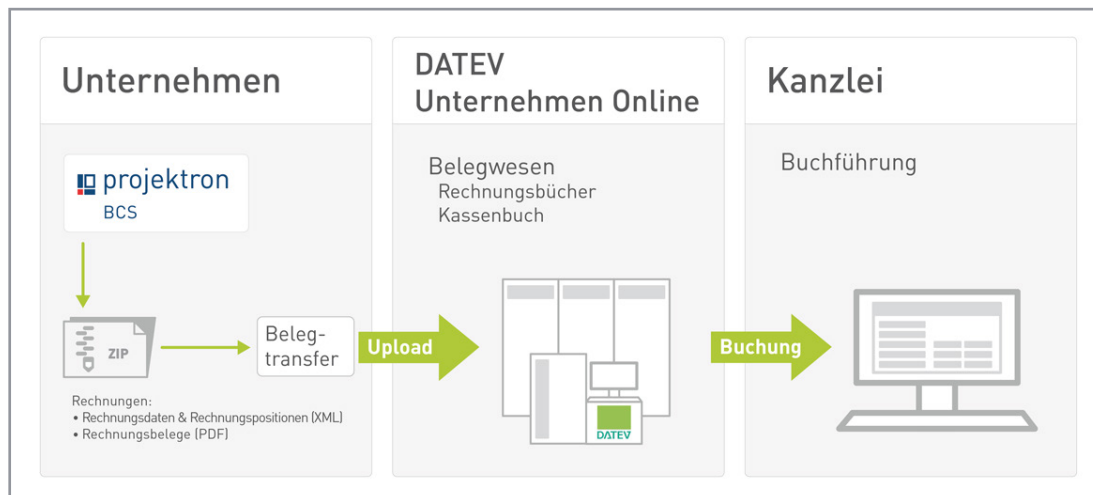 Unternehmen
projektron
BCS
ZIP
Beleg-
transfer
Rechnungen:
• Rechnungsdaten & Rechnungspositionen (XML)
• Rechnungsbelege (PDF)
Upload
DATEV
Unternehmen Online
Belegwesen
Rechnungsbücher
Kassenbuch
DATEV
Buchung
Kanzlei
Buchführung